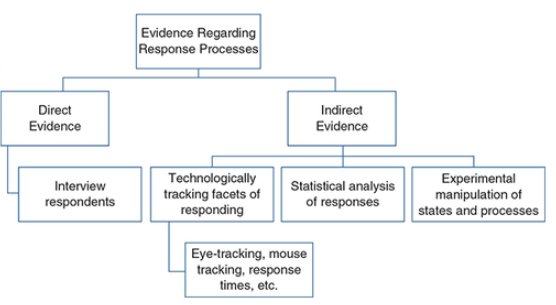 Evidence Regarding
Response Processes
Direct
Evidence
Indirect
Evidence
Interview
respondents
Technologically
tracking facets of
responding
Statistical analysis
of responses
Experimental
manipulation of
states and processes
Eye-tracking, mouse
tracking, response
times, etc.